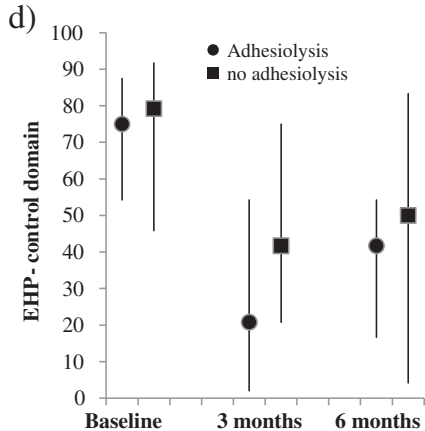 d)
100
90
80
70
60
50
40
30
20
10
0
EHP- control domain
Adhesiolysis
no adhesiolysis
Baseline 3 months 6 months